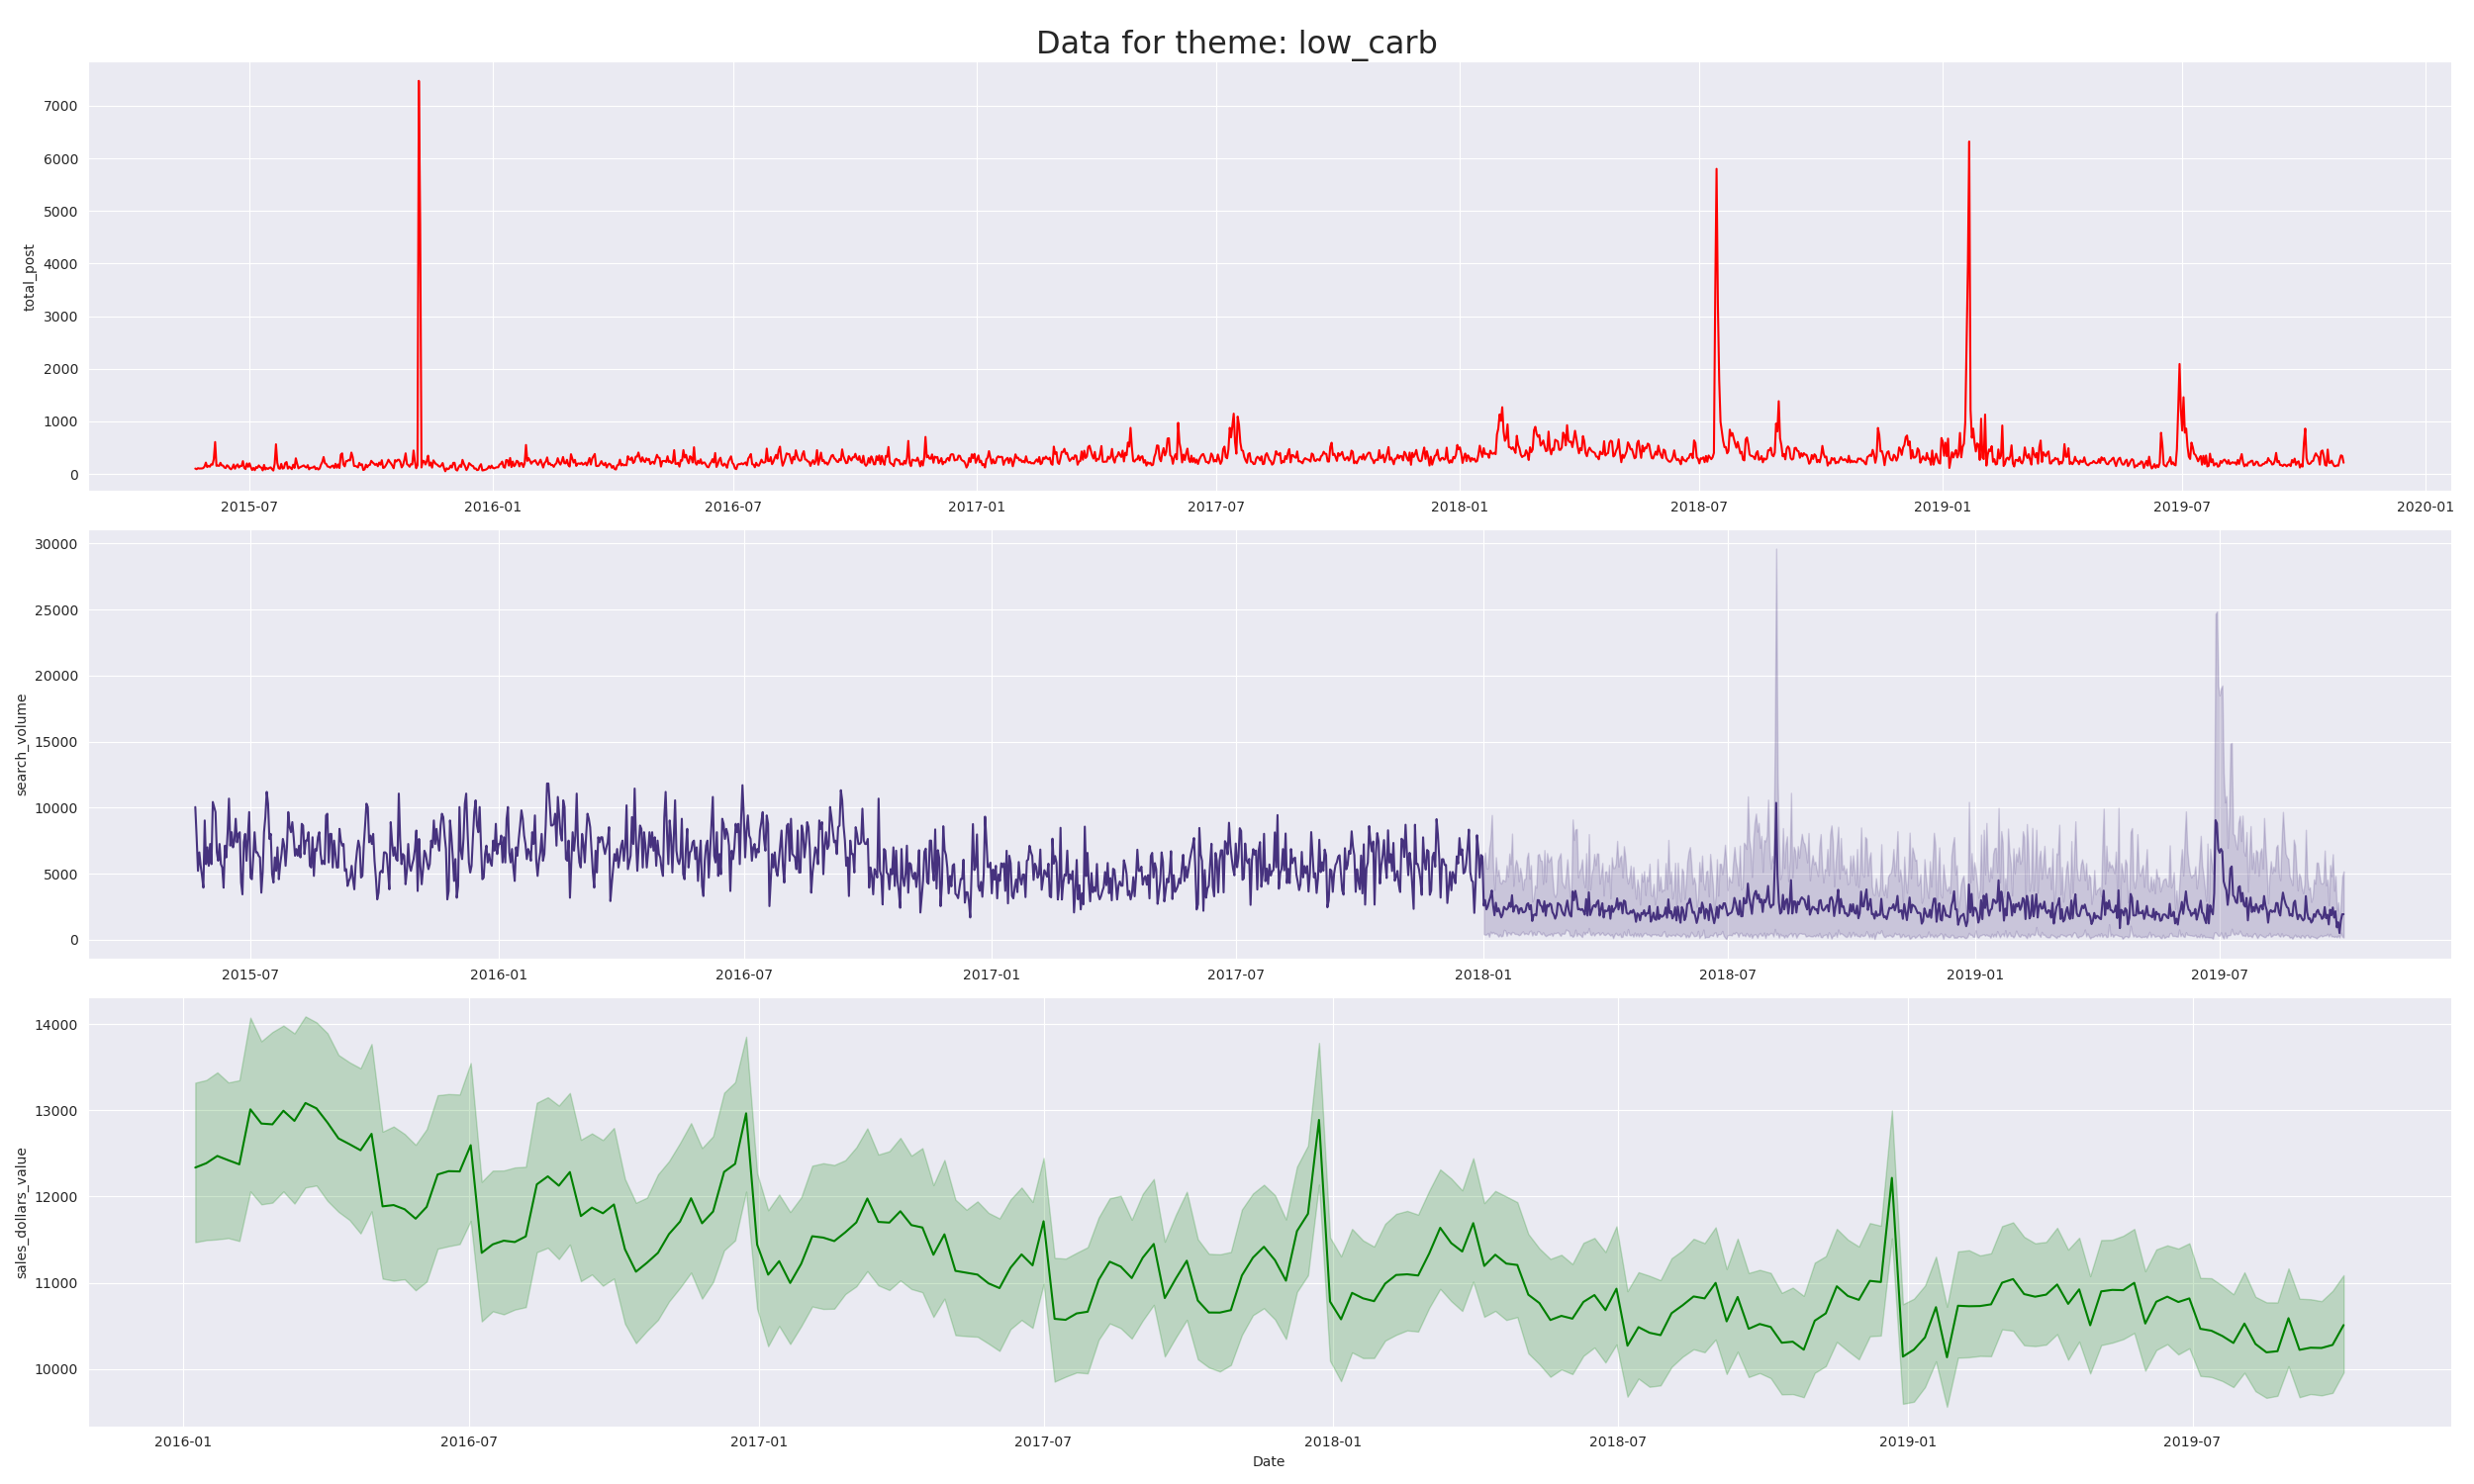 Data for theme: low_carb
total_post
7000
6000
5000
4000
3000
2000
1000
0
2015-07 2016-01 2016-07 2017-01 2017-07 2018-01 2018-07 2019-01 2019-07 2020-01
search_volume
30000
25000
20000
15000
10000
5000
0
2015-07 2016-01 2016-07 2017-01 2017-07 2018-01 2018-07 2019-01 2019-07
sales_dollars_value
14000
13000
12000
11000
10000
2016-01 2016-07 2017-01 2017-07 2018-01 2018-07 2019-01 2019-07
Date